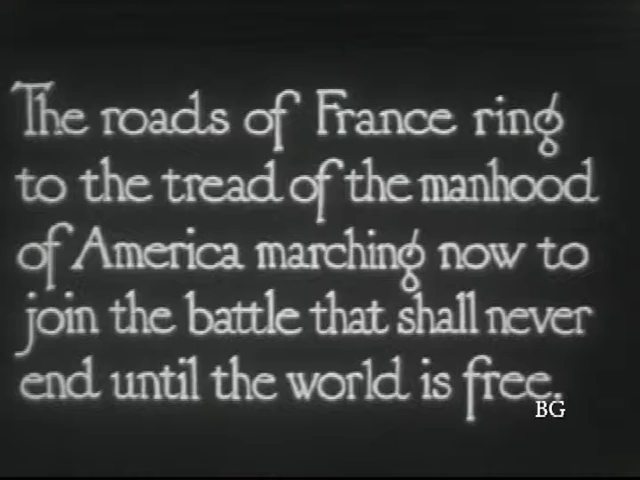 The roads of France ring
to the tread of the manhood
of America marching now to
join the battle that shall never
end until the world is free.
BG